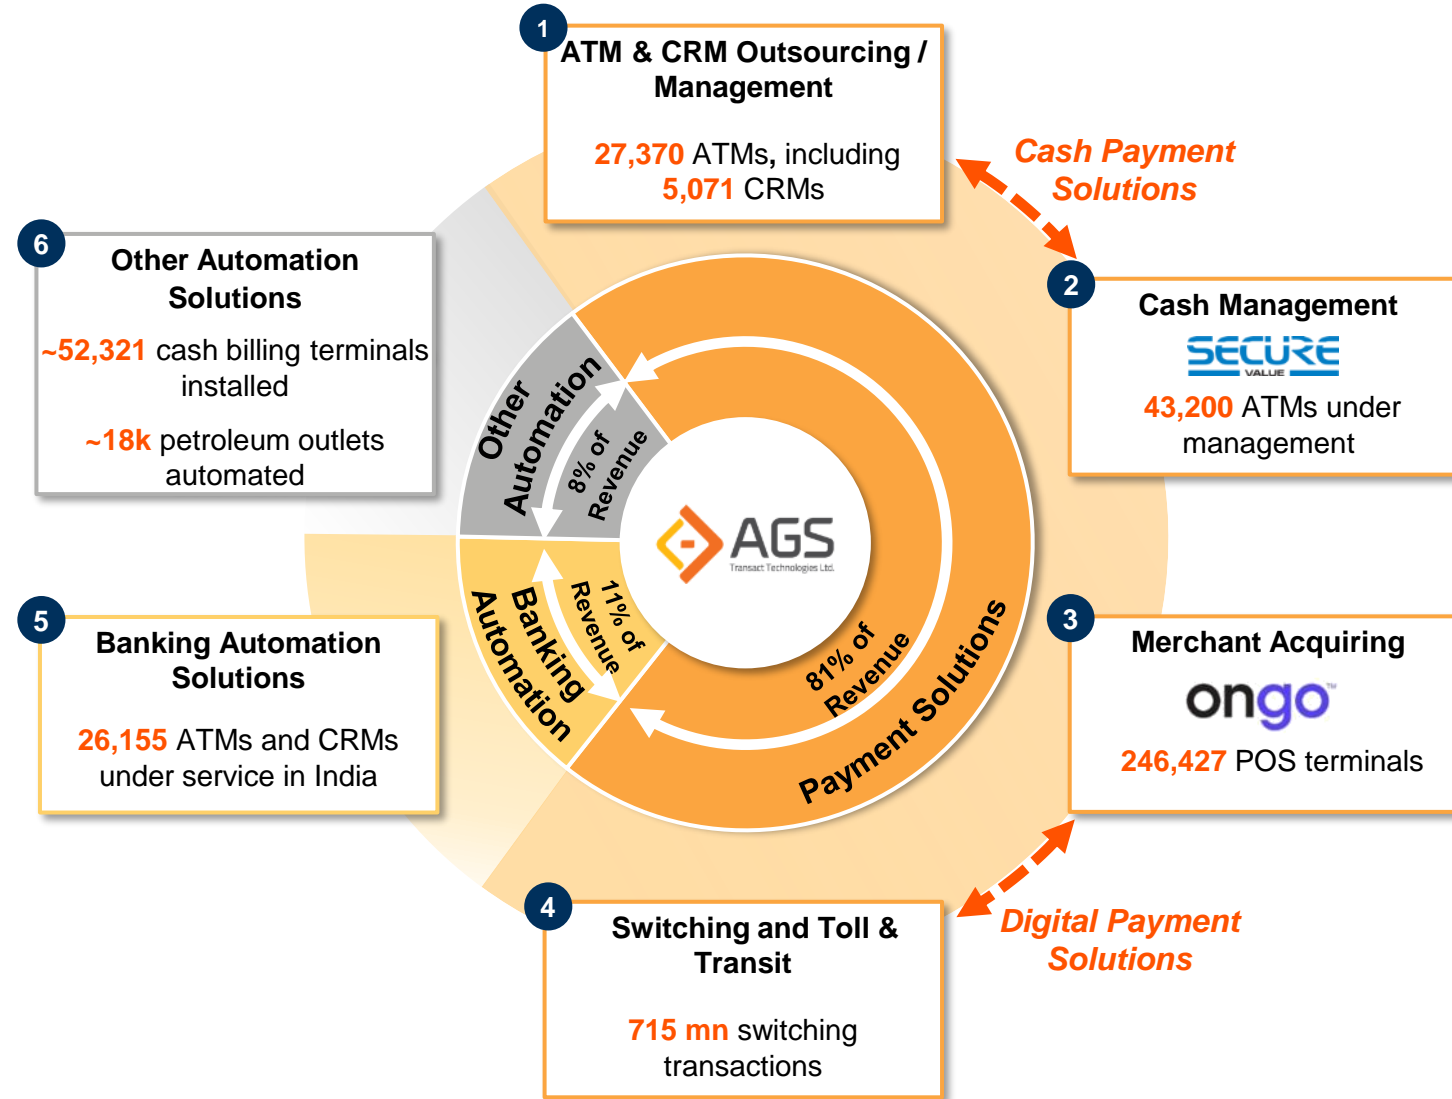 1
ATM & CRM Outsourcing /
Management
27,370 ATMs, including
5,071 CRMs
Cash Payment
Solutions
2
Cash Management
SECURE
VALUE
43,200 ATMs under
management
3
Merchant Acquiring
ongo™
246,427 POS terminals
Digital Payment
Solutions
4
Switching and Toll &
Transit
715 mn switching
transactions
5
Banking Automation
Solutions
26,155 ATMs and CRMs
under service in India
6
Other Automation
Solutions
~52,321 cash billing terminals
installed
~18k petroleum outlets
automated
Other
Automation
8% of
Revenue
Banking
Automation
11% of
Revenue
Payment Solutions
81% of
Revenue
AGS
Transact Technologies Ltd.